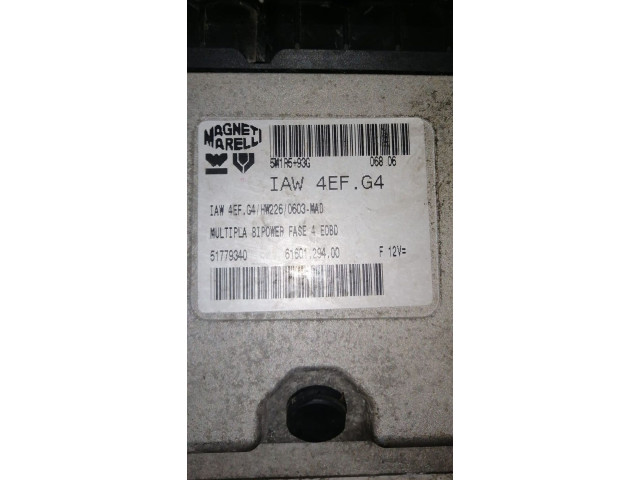 MAGNETI
MARELLI
5M1A5+93G 068 06
IAW 4EF.G4
IAW 4EF.G4/HW226/0603-MAD
MULTIPLA BIPOWER FASE 4 EOBD
51779340 61601.294.00 F 12V=